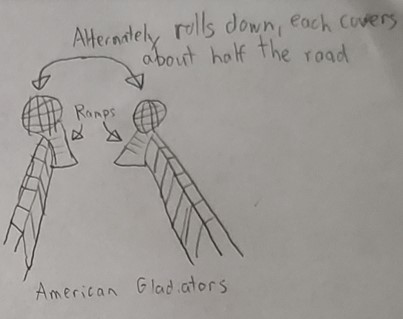 Alternately rolls down, each covers
about half the road
Ramps
American Gladiators